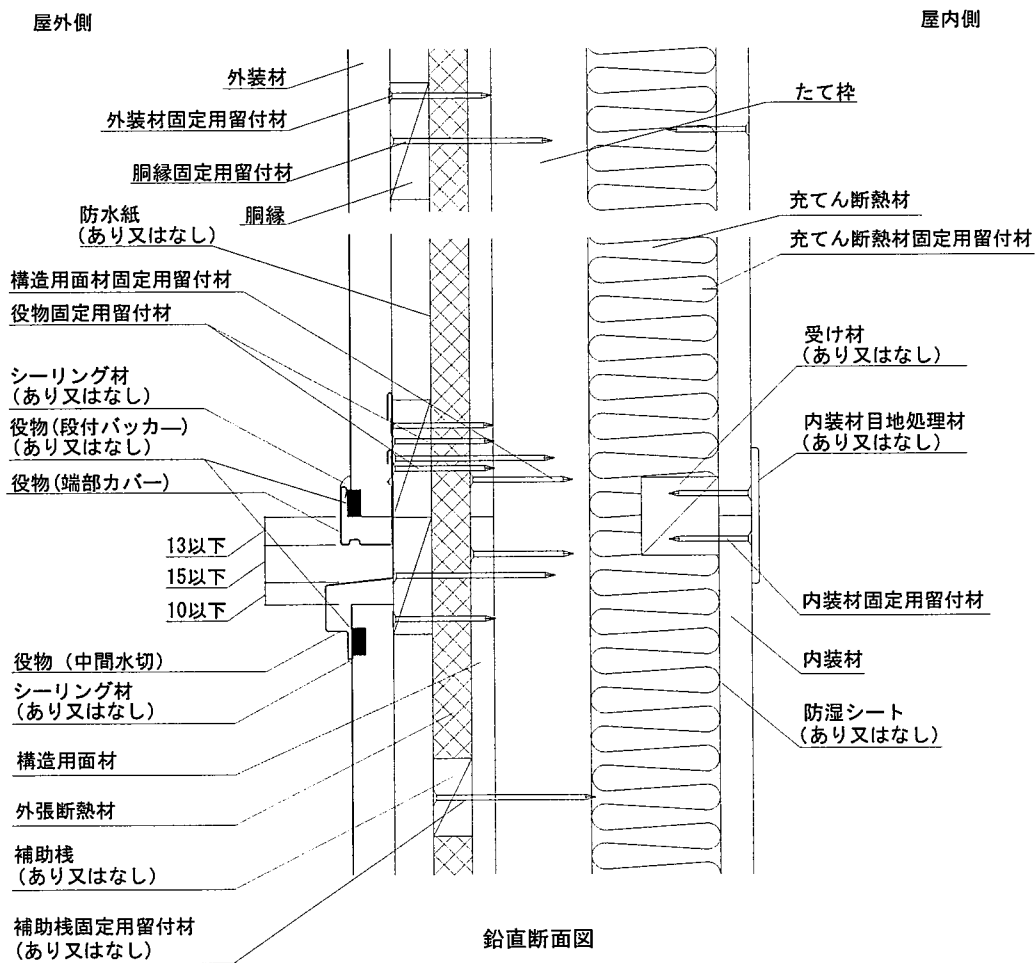 屋外側
屋内側
外装材
外装材固定用留付材
胴縁固定用留付材
防水紙
(あり又はなし)
胴縁
構造用面材固定用留付材
役物固定用留付材
シーリング材
(あり又はなし)
役物(段付バッカー)
(あり又はなし)
役物(端部カバー)
13以下
15以下
10以下
役物(中間水切)
シーリング材
(あり又はなし)
構造用面材
外張断熱材
補助桟
(あり又はなし)
補助桟固定用留付材
(あり又はなし)
たて枠
充てん断熱材
充てん断熱材固定用留付材
受け材
(あり又はなし)
内装材目地処理材
(あり又はなし)
内装材固定用留付材
内装材
防湿シート
(あり又はなし)
鉛直断面図